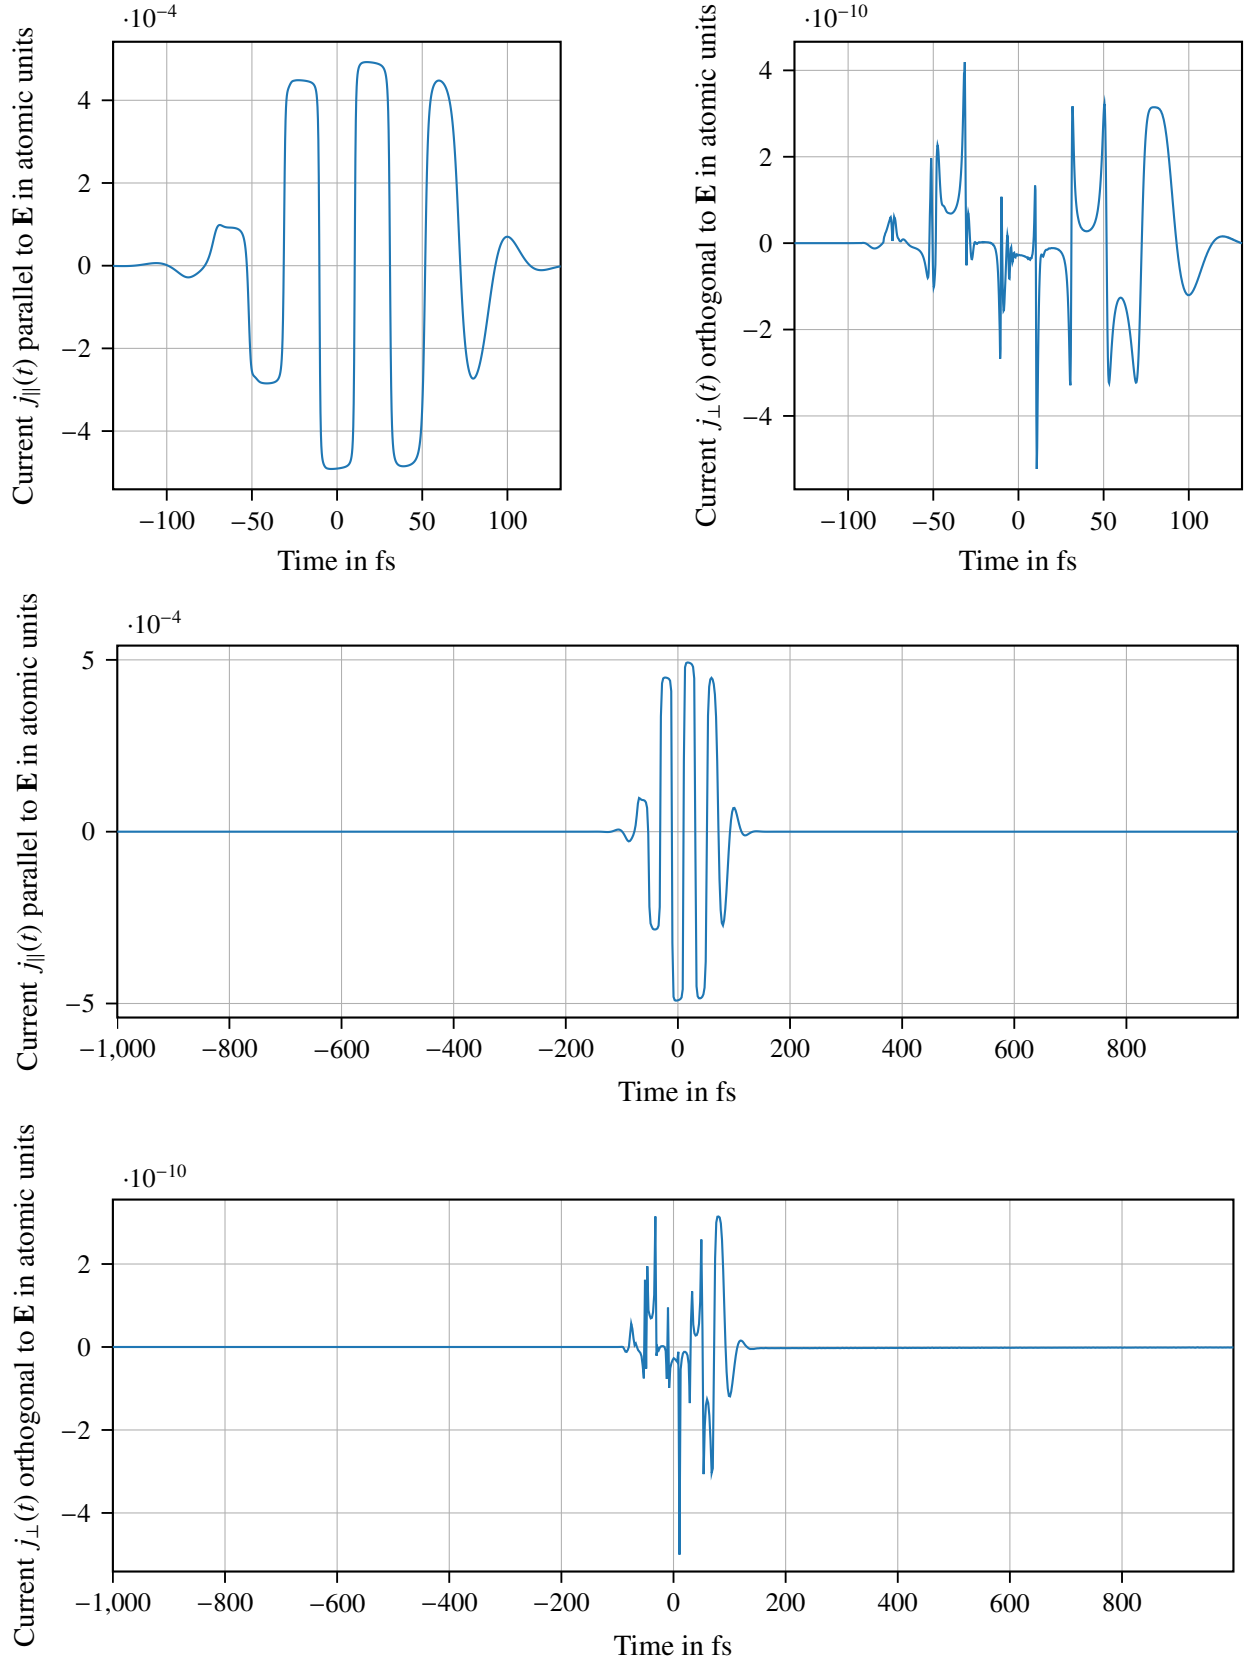 ·10⁻⁴
Current j∥(t) parallel to E in atomic units
4
2
0
−2
−4
−100 −50 0 50 100
Time in fs
·10⁻¹⁰
Current j⊥(t) orthogonal to E in atomic units
4
2
0
−2
−4
−100 −50 0 50 100
Time in fs
·10⁻⁴
Current j∥(t) parallel to E in atomic units
5
0
−5
−1,000 −800 −600 −400 −200 0 200 400 600 800
Time in fs
·10⁻¹⁰
Current j⊥(t) orthogonal to E in atomic units
2
0
−2
−4
−1,000 −800 −600 −400 −200 0 200 400 600 800
Time in fs